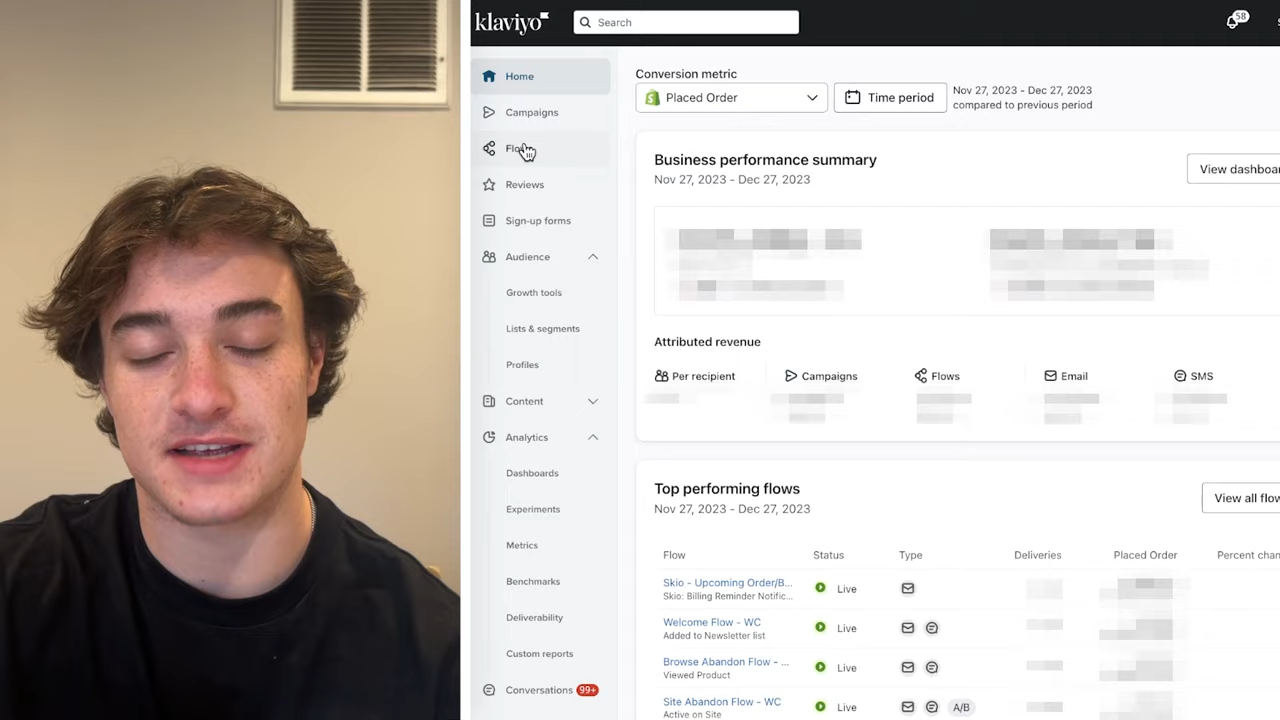 klaviyo
Search
58
Home
Campaigns
Reviews
Sign-up forms
Audience
Growth tools
Lists & segments
Profiles
Content
Analytics
Dashboards
Experiments
Metrics
Benchmarks
Deliverability
Custom reports
Conversations 99+
Conversion metric
Placed Order
Time period
Nov 27, 2023 - Dec 27, 2023
compared to previous period
Business performance summary
Nov 27, 2023 - Dec 27, 2023
View dashboar
Attributed revenue
Per recipient Campaigns Flows Email SMS
Top performing flows
Nov 27, 2023 - Dec 27, 2023
View all flow
Flow Status Type Deliveries Placed Order Percent chan
Skio - Upcoming Order/B... Live
Skio: Billing Reminder Notific...
Welcome Flow - WC Live
Added to Newsletter list
Browse Abandon Flow - ... Live
Viewed Product
Site Abandon Flow - WC Live A/B
Active on Site